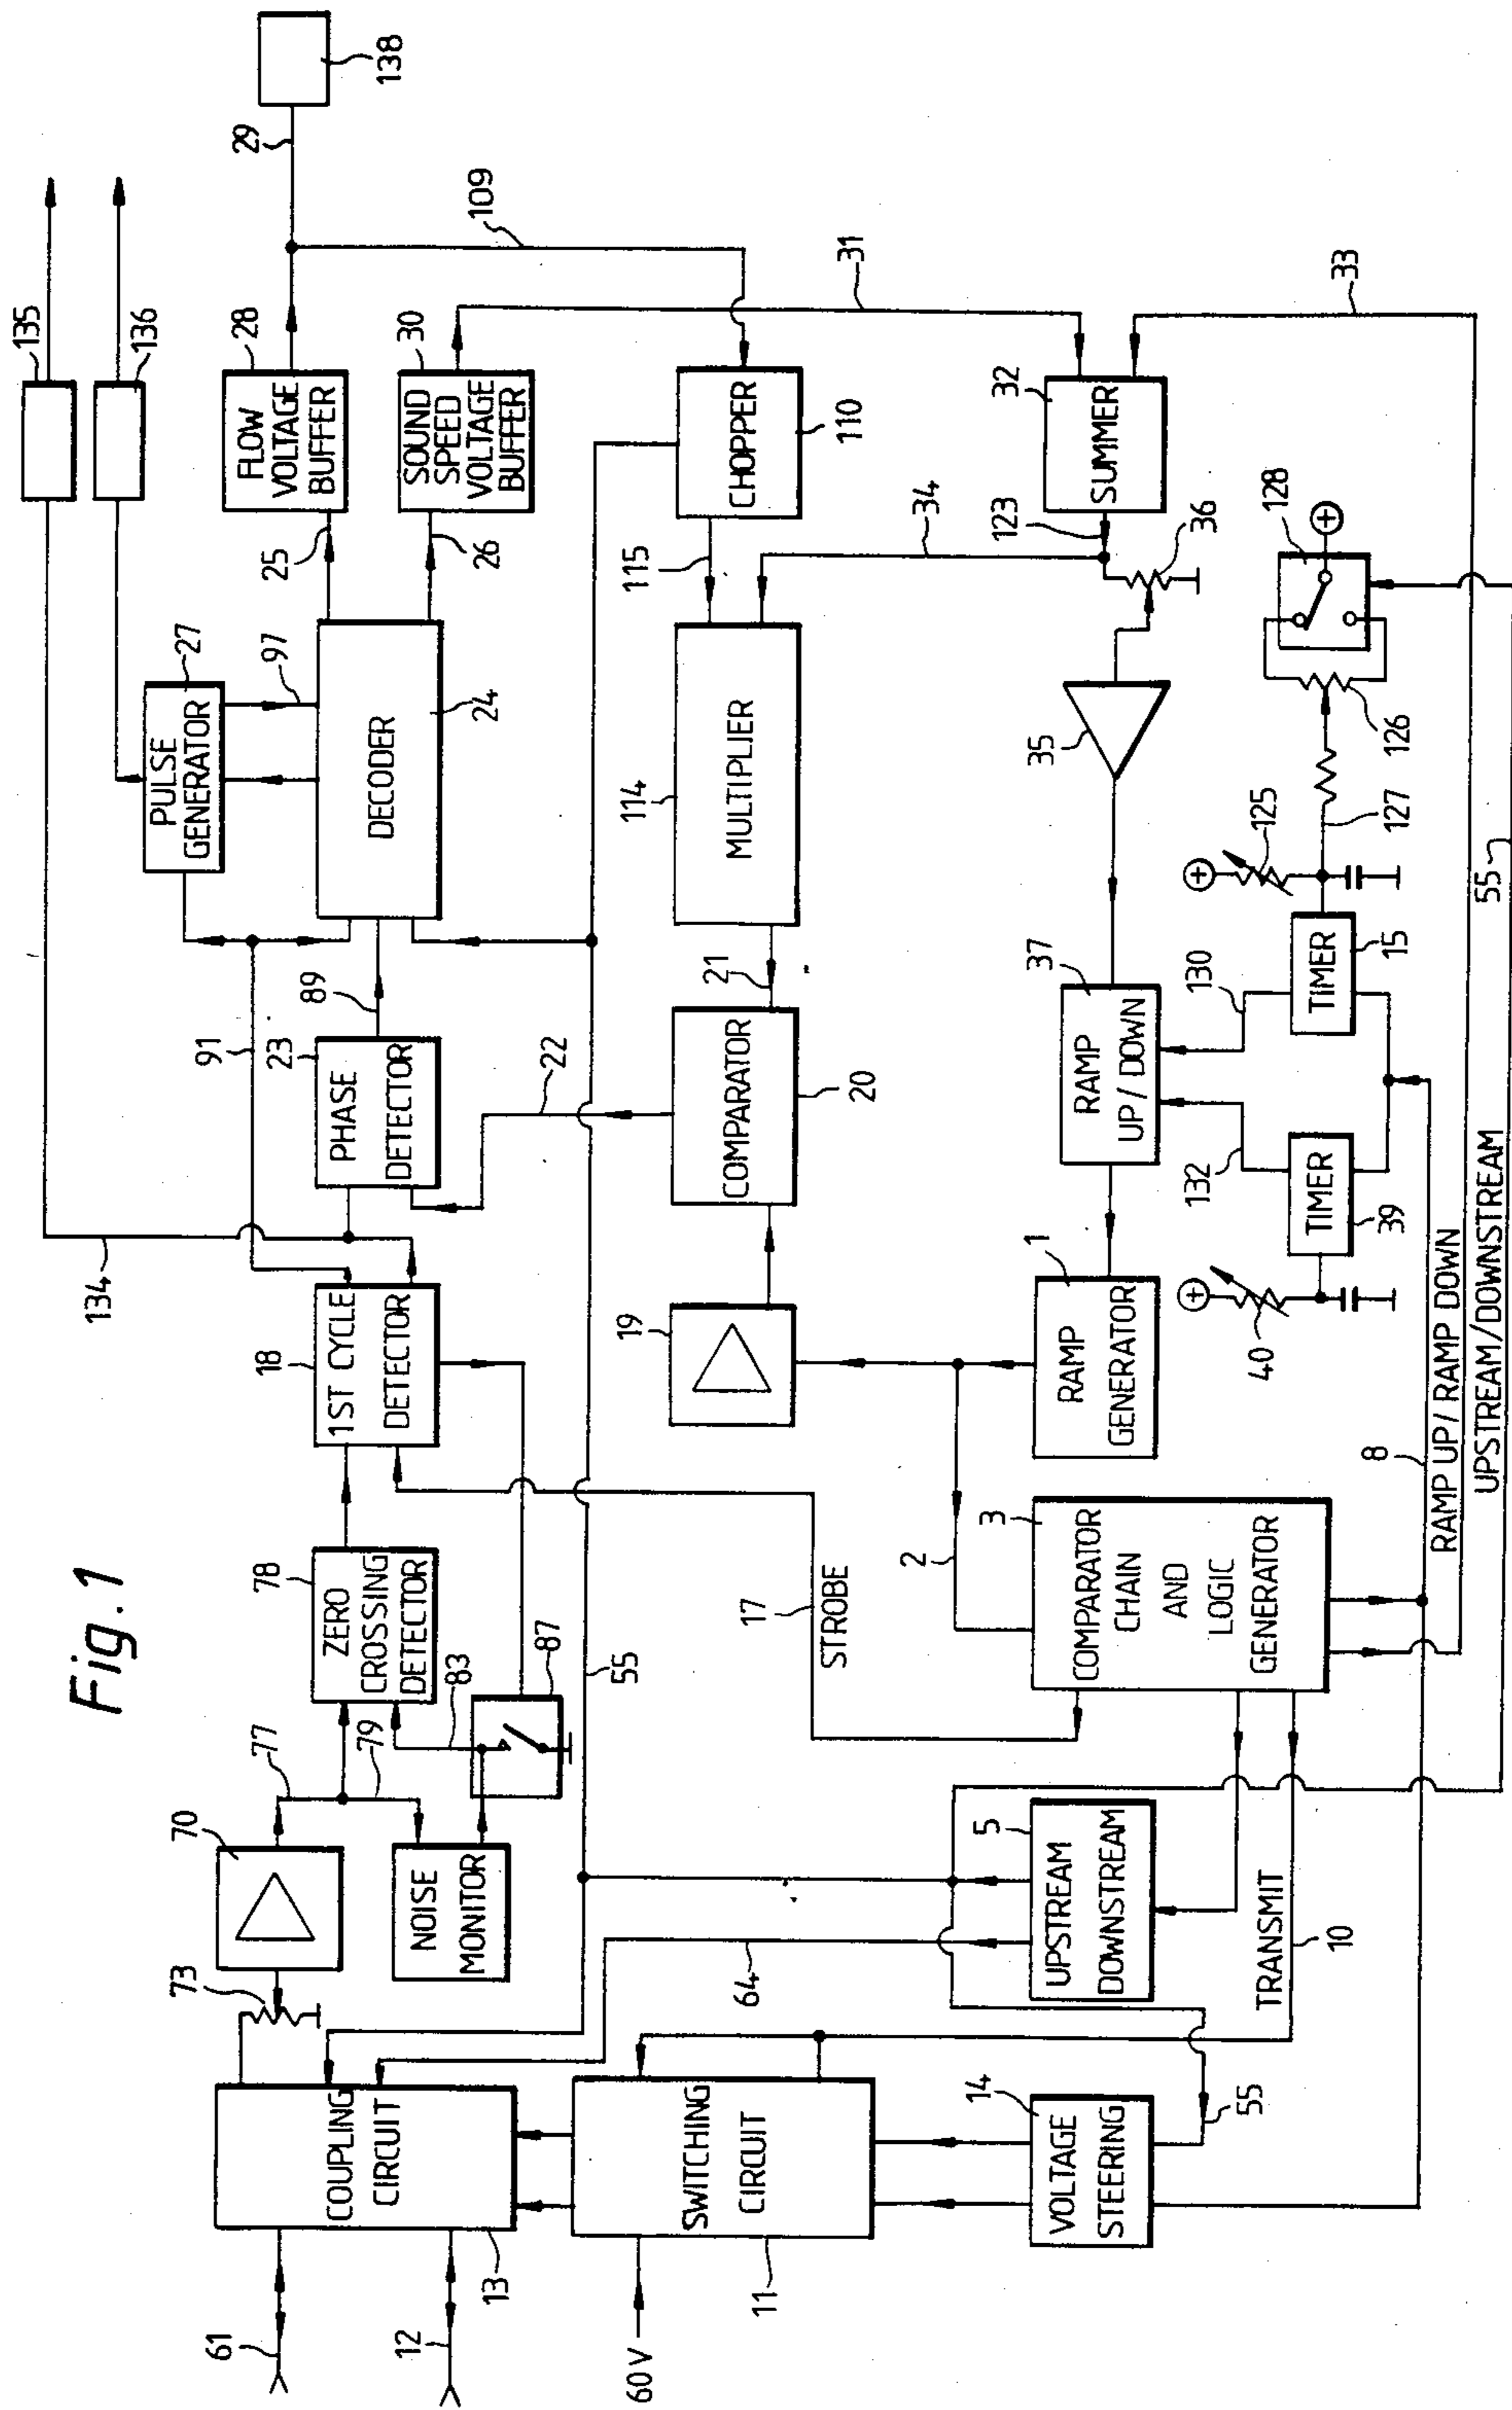 Fig.1
61
12
13
COUPLING
CIRCUIT
73
70
77
79
NOISE
MONITOR
83
87
78
ZERO
CROSSING
DETECTOR
18
1ST CYCLE
DETECTOR
134
91
23
PHASE
DETECTOR
89
22
PULSE
GENERATOR
27
97
DECODER
24
25
26
FLOW
VOLTAGE
BUFFER
28
SOUND
SPEED
VOLTAGE
BUFFER
30
135
136
29
138
109
31
60V
11
SWITCHING
CIRCUIT
64
55
17
STROBE
19
COMPARATOR
20
21
114
MULTIPLIER
115
CHOPPER
110
34
14
VOLTAGE
STEERING
55
5
UPSTREAM
DOWNSTREAM
TRANSMIT
10
2
3
COMPARATOR
CHAIN
AND
LOGIC
GENERATOR
1
RAMP
GENERATOR
37
RAMP
UP/DOWN
35
36
123
32
SUMMER
33
40
TIMER
39
132
130
TIMER
15
125
127
126
128
8
RAMP UP/RAMP DOWN
UPSTREAM/DOWNSTREAM
55